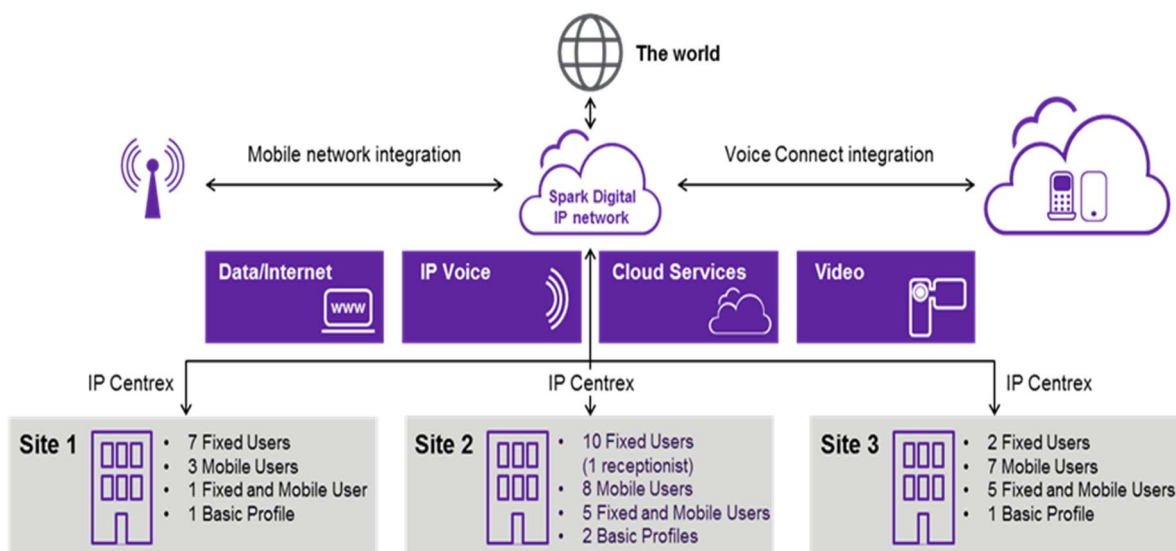 The world
Mobile network integration
Voice Connect integration
Spark Digital
IP network
Data/Internet
www
IP Voice
Cloud Services
Video
IP Centrex
IP Centrex
IP Centrex
Site 1
• 7 Fixed Users
• 3 Mobile Users
• 1 Fixed and Mobile User
• 1 Basic Profile
Site 2
• 10 Fixed Users
(1 receptionist)
• 8 Mobile Users
• 5 Fixed and Mobile Users
• 2 Basic Profiles
Site 3
• 2 Fixed Users
• 7 Mobile Users
• 5 Fixed and Mobile Users
• 1 Basic Profile